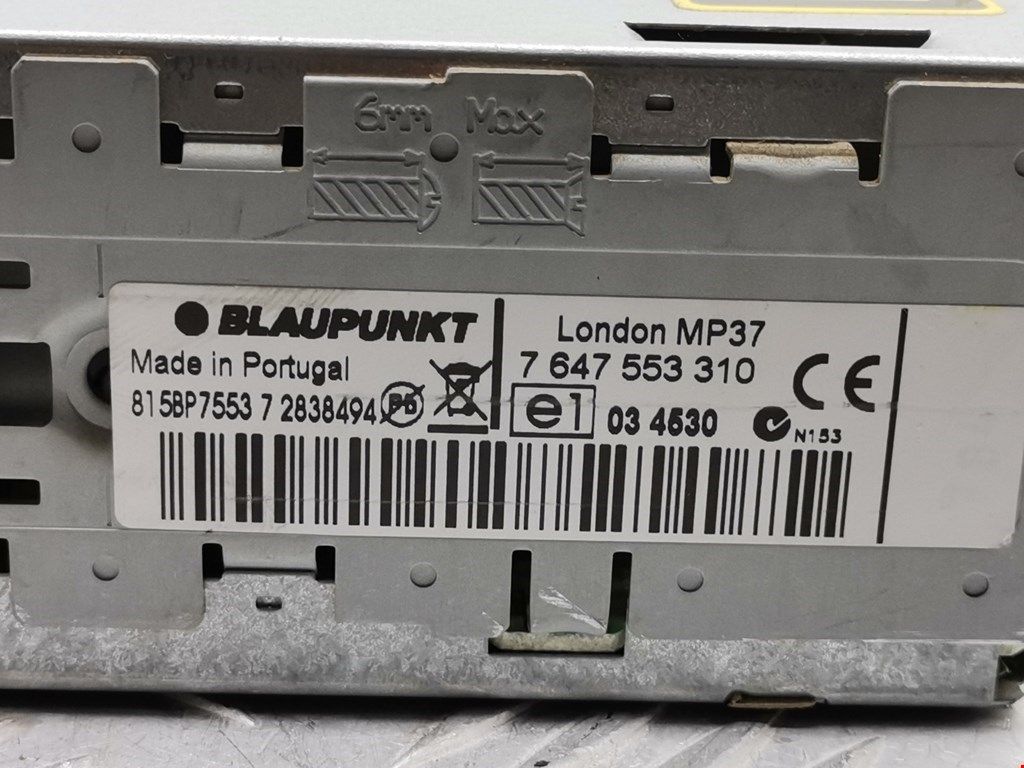 6mm Max
BLAUPUNKT
Made in Portugal
815BP7553 7 2838494 PB
London MP37
7 647 553 310
e1 03 4530
CE
N153